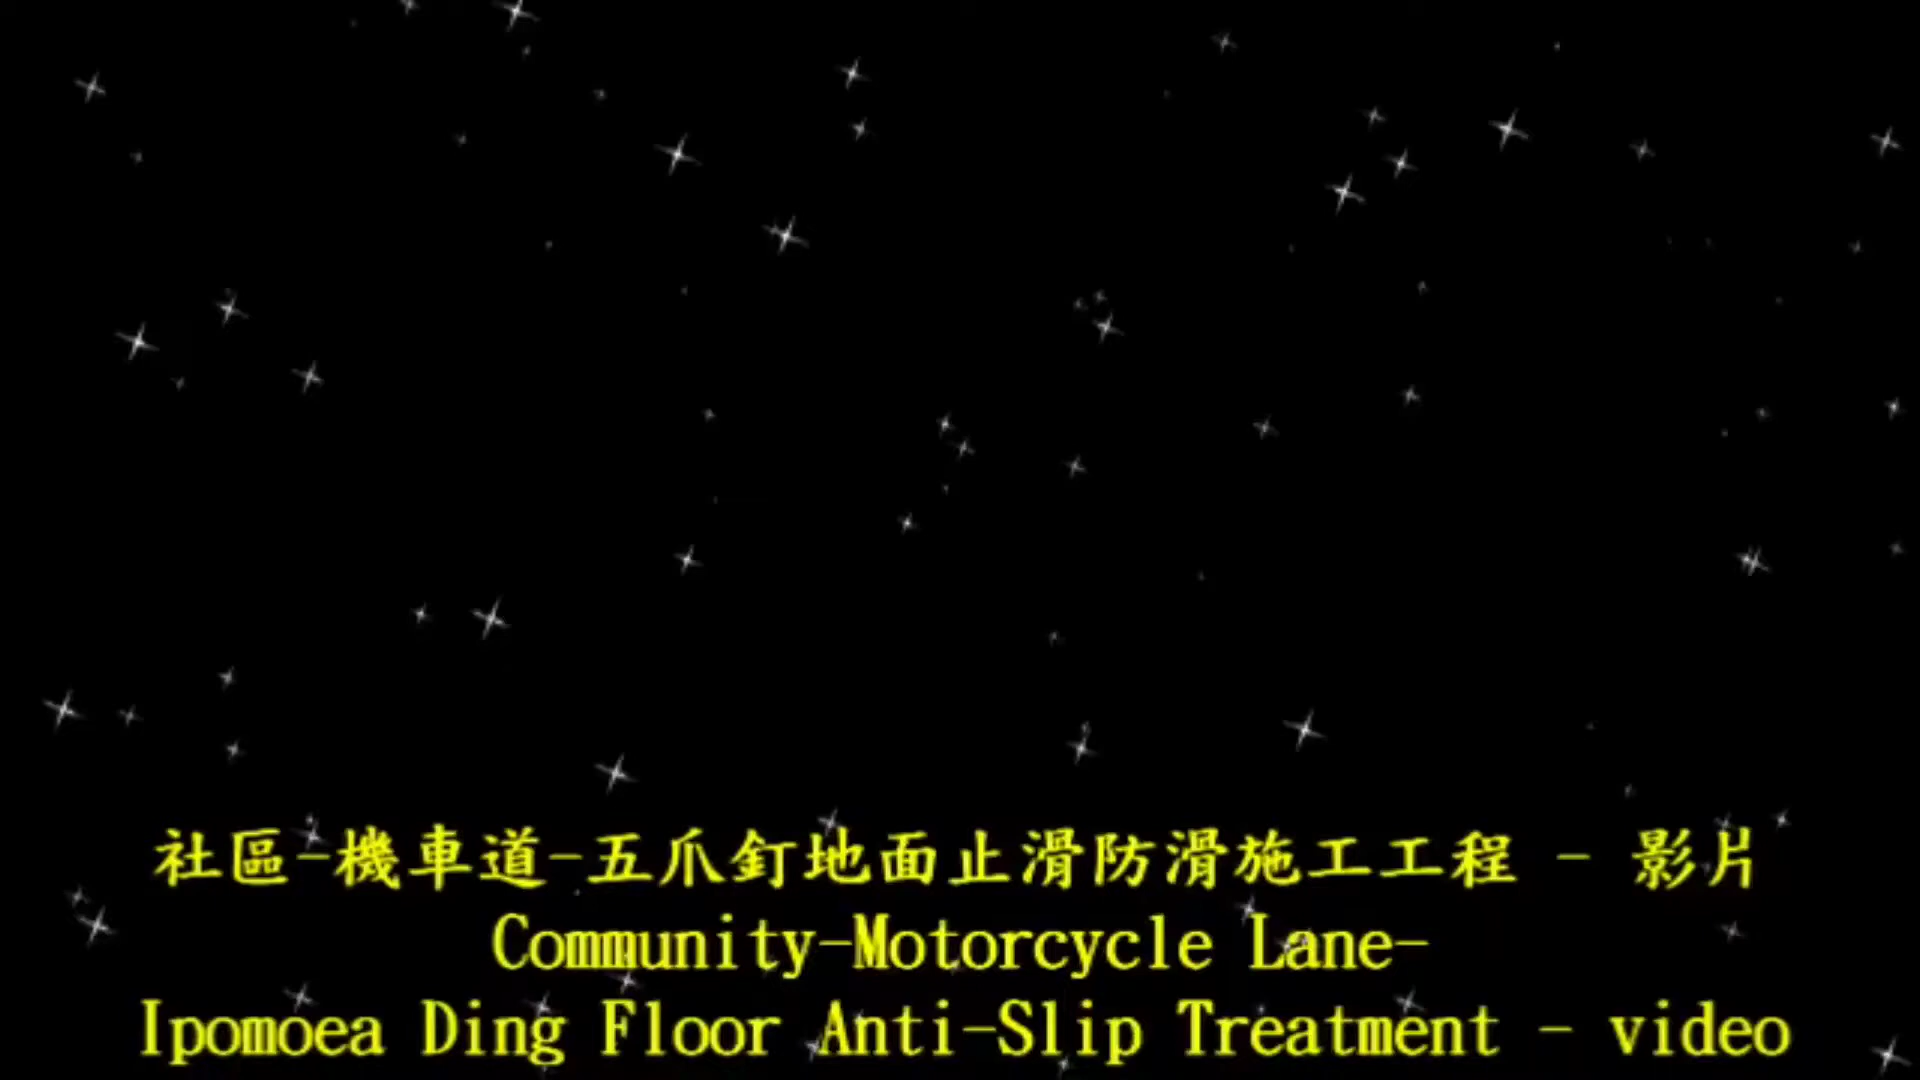 社區-機車道-五爪釘地面止滑防滑施工工程 - 影片
Community-Motorcycle Lane-
Ipomoea Ding Floor Anti-Slip Treatment - video